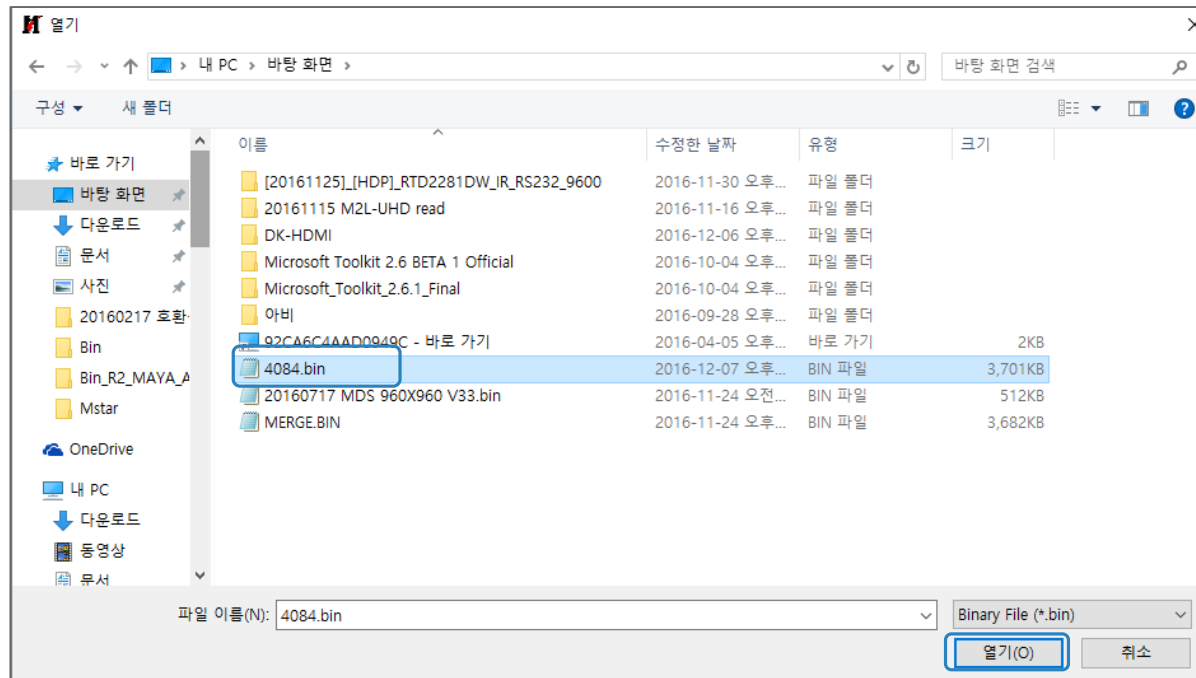 열기
내 PC › 바탕 화면 ›
바탕 화면 검색
구성 새 폴더
이름 수정한 날짜 유형 크기
[20161125]_[HDP]_RTD2281DW_IR_RS232_9600 2016-11-30 오후... 파일 폴더
20161115 M2L-UHD read 2016-11-16 오후... 파일 폴더
DK-HDMI 2016-12-06 오후... 파일 폴더
Microsoft Toolkit 2.6 BETA 1 Official 2016-10-04 오후... 파일 폴더
Microsoft_Toolkit_2.6.1_Final 2016-10-04 오후... 파일 폴더
아비 2016-09-28 오후... 파일 폴더
92CA6C4AAD0949C - 바로 가기 2016-04-05 오후... 바로 가기 2KB
4084.bin 2016-12-07 오후... BIN 파일 3,701KB
20160717 MDS 960X960 V33.bin 2016-11-24 오전... BIN 파일 512KB
MERGE.BIN 2016-11-24 오후... BIN 파일 3,682KB
바로 가기
바탕 화면
다운로드
문서
사진
20160217 호환
Bin
Bin_R2_MAYA_A
Mstar
OneDrive
내 PC
다운로드
동영상
문서
파일 이름(N): 4084.bin Binary File (*.bin)
열기(O) 취소